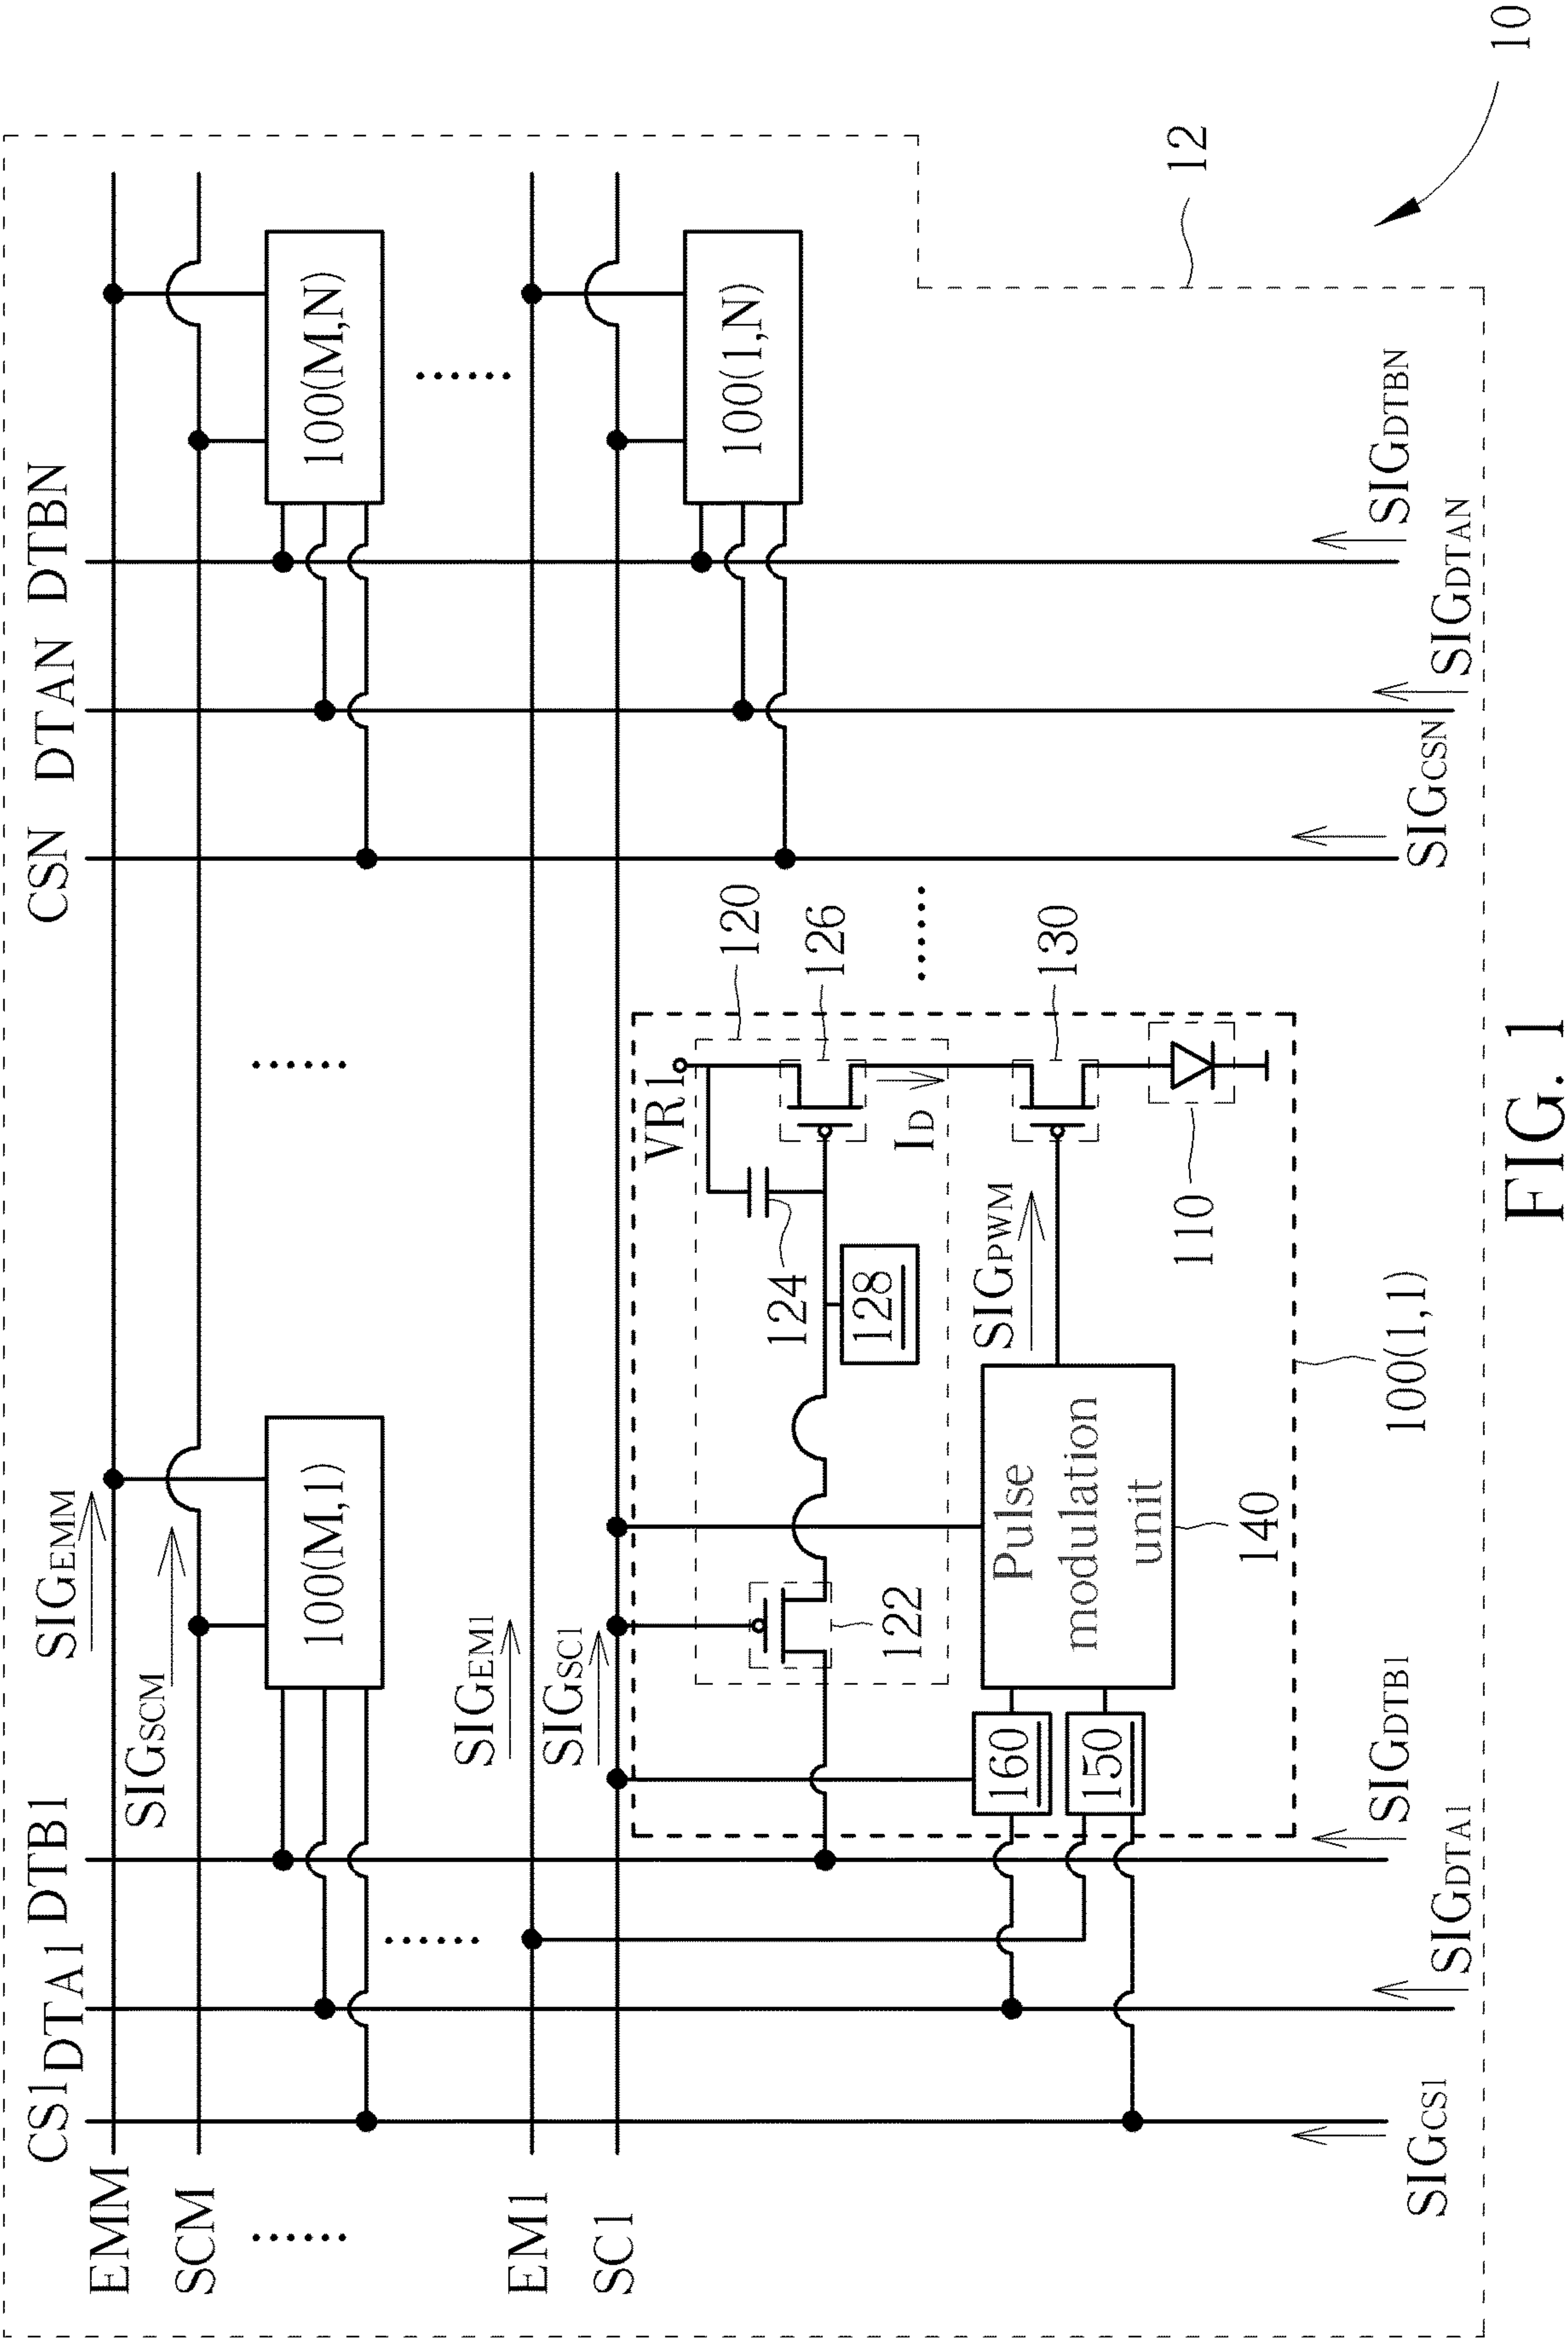 10
12
CS1
DTA1
DTB1
CSN
DTAN
DTBN
EMM
SIGEMM
SCM
SIGSCM
100(M,1)
100(M,N)
......
......
......
......
EM1
SIGEM1
SC1
SIGSC1
100(1,N)
VR1
120
122
124
126
128
ID
......
SIGPWM
130
160
150
Pulse
modulation
unit
140
110
100(1,1)
SIGCS1
SIGDTA1
SIGDTB1
SIGCSN
SIGDTAN
SIGDTBN
FIG. 1